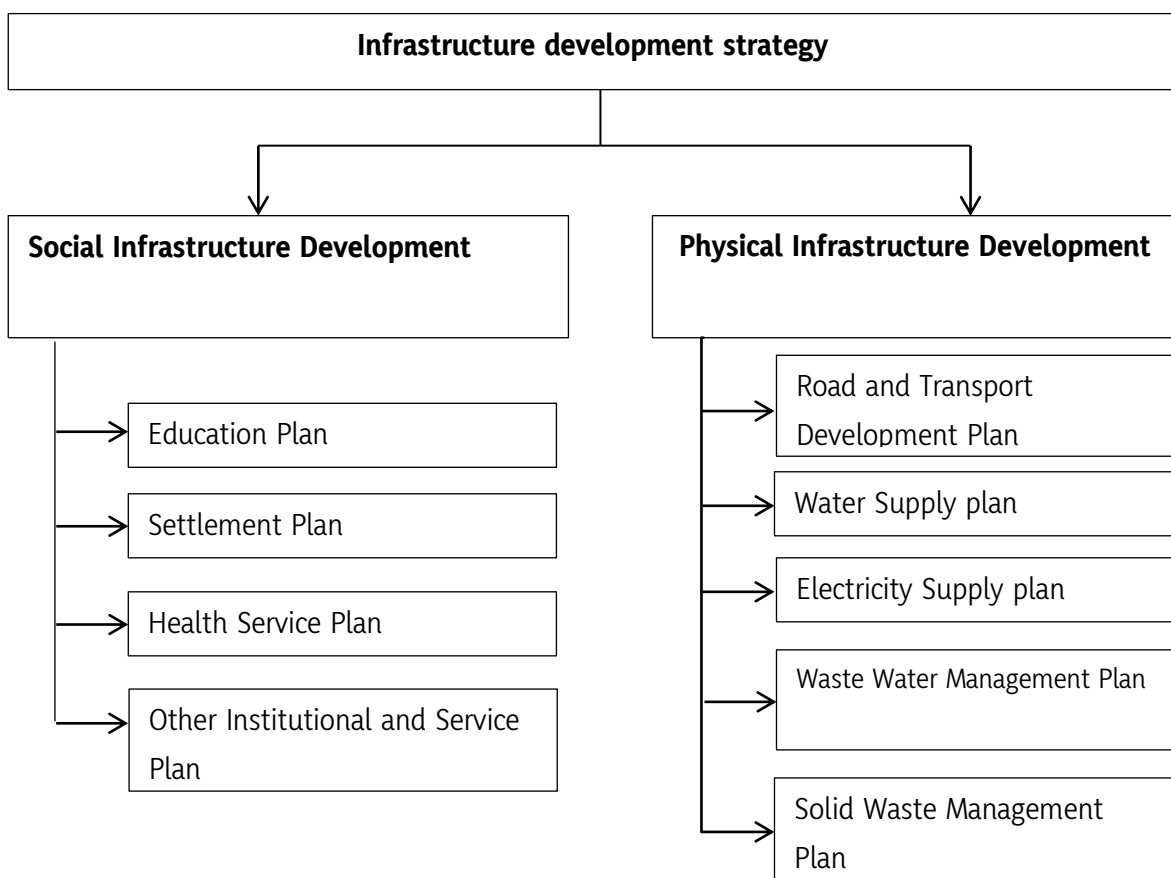 Infrastructure development strategy
Social Infrastructure Development
Physical Infrastructure Development
Education Plan
Settlement Plan
Health Service Plan
Other Institutional and Service
Plan
Road and Transport
Development Plan
Water Supply plan
Electricity Supply plan
Waste Water Management Plan
Solid Waste Management
Plan